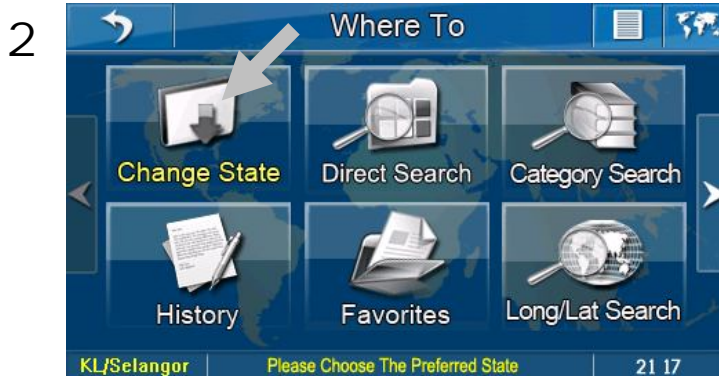 2
Where To
Change State
Direct Search
Category Search
History
Favorites
Long/Lat Search
KL/Selangor
Please Choose The Preferred State
21 17